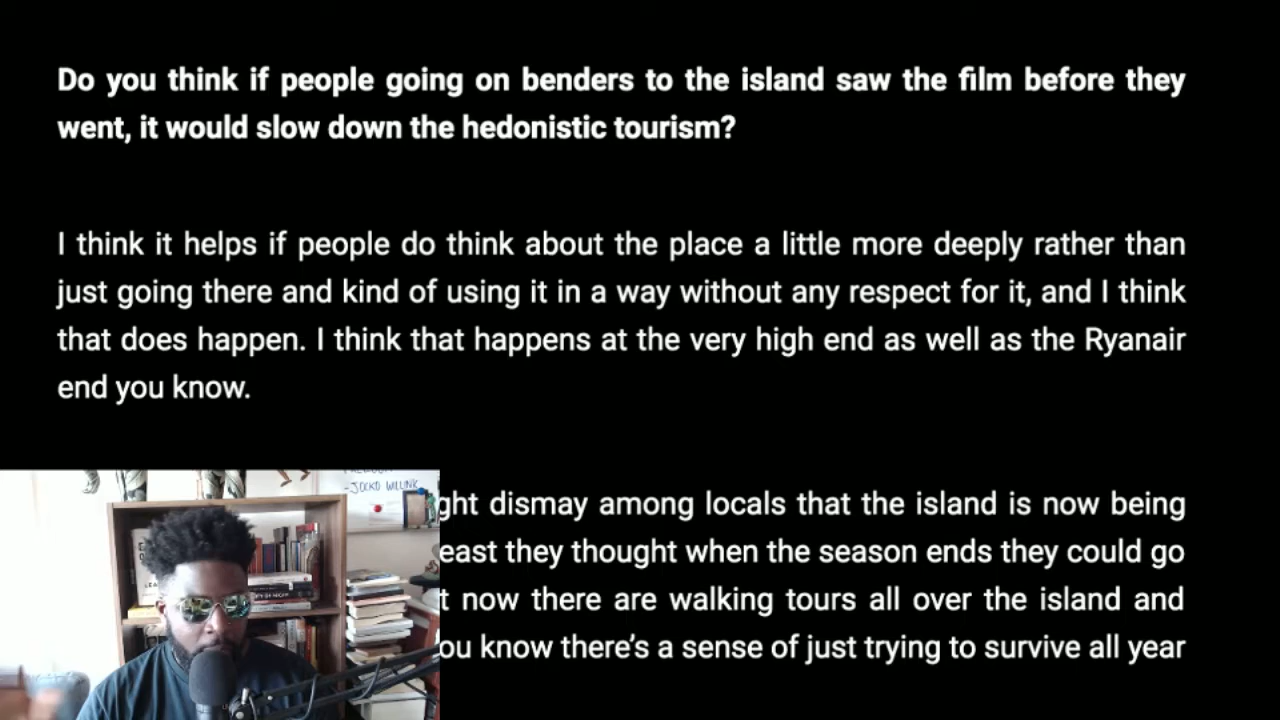 Do you think if people going on benders to the island saw the film before they
went, it would slow down the hedonistic tourism?
I think it helps if people do think about the place a little more deeply rather than
just going there and kind of using it in a way without any respect for it, and I think
that does happen. I think that happens at the very high end as well as the Ryanair
end you know.
-JOCKO WILLINK
dismay among locals that the island is now being
they thought when the season ends they could go
now there are walking tours all over the island and
know there's a sense of just trying to survive all year